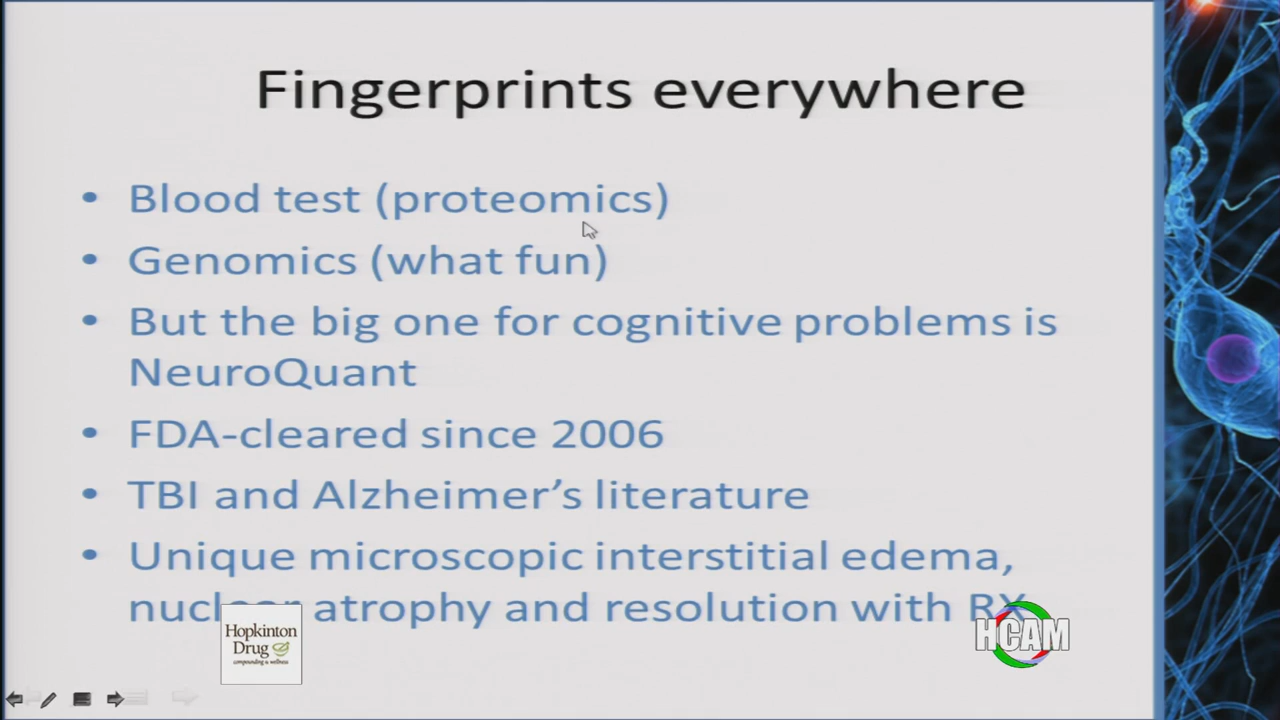 Fingerprints everywhere
• Blood test (proteomics)
• Genomics (what fun)
• But the big one for cognitive problems is
NeuroQuant
• FDA-cleared since 2006
• TBI and Alzheimer's literature
• Unique microscopic interstitial edema,
nuclear atrophy and resolution with RX
Hopkinton
Drug
compounding & wellness
HCAM